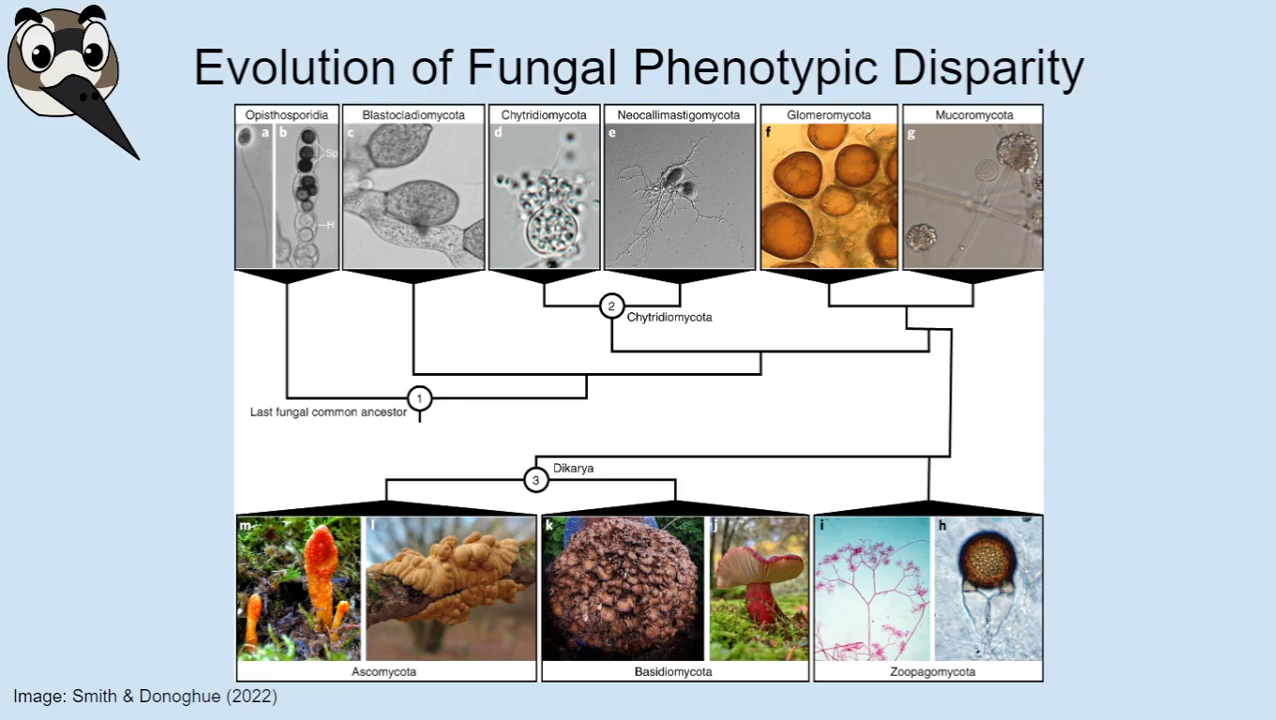 Evolution of Fungal Phenotypic Disparity
Opisthosporidia
Blastocladiomycota
Chytridiomycota
Neocallimastigomycota
Glomeromycota
Mucoromycota
a
b
c
d
e
f
g
Sp
H
2
Chytridiomycota
1
Last fungal common ancestor
Dikarya
3
m
l
k
j
i
h
Ascomycota
Basidiomycota
Zoopagomycota
Image: Smith & Donoghue (2022)